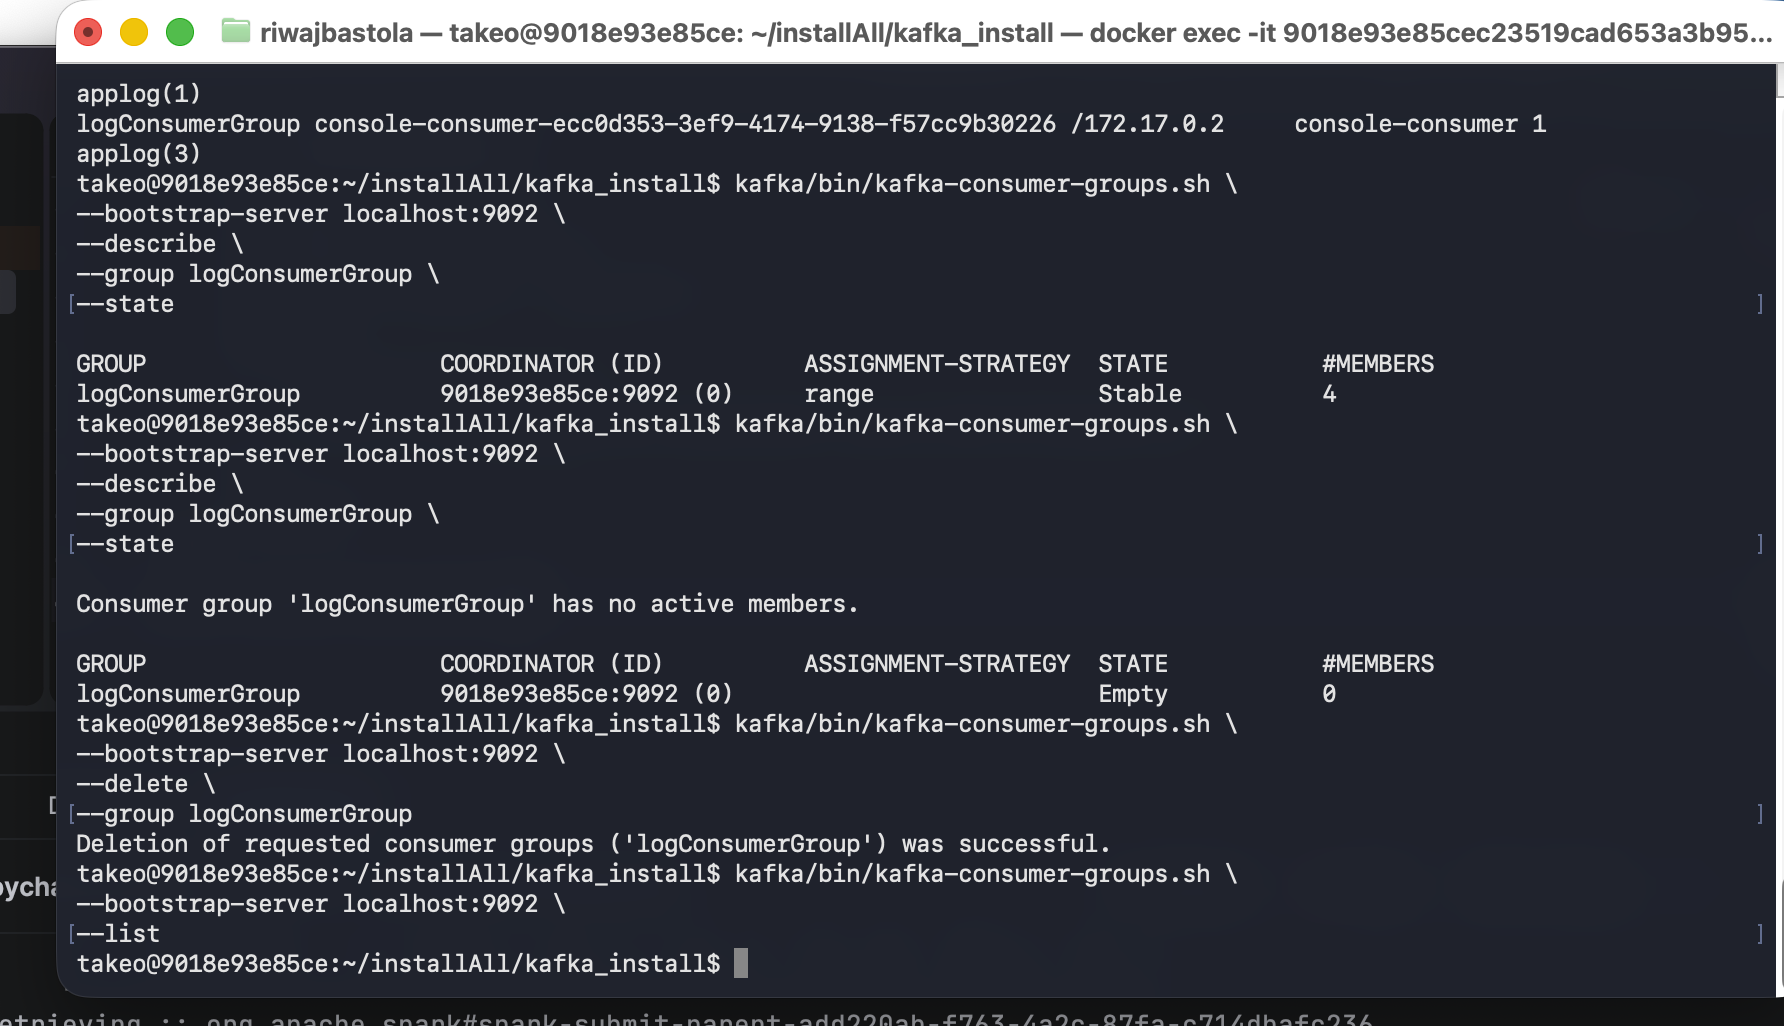 riwajbastola — takeo@9018e93e85ce: ~/installAll/kafka_install — docker exec -it 9018e93e85cec23519cad653a3b95...
applog(1)
logConsumerGroup console-consumer-ecc0d353-3ef9-4174-9138-f57cc9b30226 /172.17.0.2     console-consumer 1
applog(3)
takeo@9018e93e85ce:~/installAll/kafka_install$ kafka/bin/kafka-consumer-groups.sh \
--bootstrap-server localhost:9092 \
--describe \
--group logConsumerGroup \
[--state ]
GROUP                     COORDINATOR (ID)          ASSIGNMENT-STRATEGY  STATE           #MEMBERS
logConsumerGroup          9018e93e85ce:9092 (0)     range                Stable          4
takeo@9018e93e85ce:~/installAll/kafka_install$ kafka/bin/kafka-consumer-groups.sh \
--bootstrap-server localhost:9092 \
--describe \
--group logConsumerGroup \
[--state ]
Consumer group 'logConsumerGroup' has no active members.
GROUP                     COORDINATOR (ID)          ASSIGNMENT-STRATEGY  STATE           #MEMBERS
logConsumerGroup          9018e93e85ce:9092 (0)                          Empty           0
takeo@9018e93e85ce:~/installAll/kafka_install$ kafka/bin/kafka-consumer-groups.sh \
--bootstrap-server localhost:9092 \
--delete \
[--group logConsumerGroup ]
Deletion of requested consumer groups ('logConsumerGroup') was successful.
takeo@9018e93e85ce:~/installAll/kafka_install$ kafka/bin/kafka-consumer-groups.sh \
--bootstrap-server localhost:9092 \
[--list ]
takeo@9018e93e85ce:~/installAll/kafka_install$